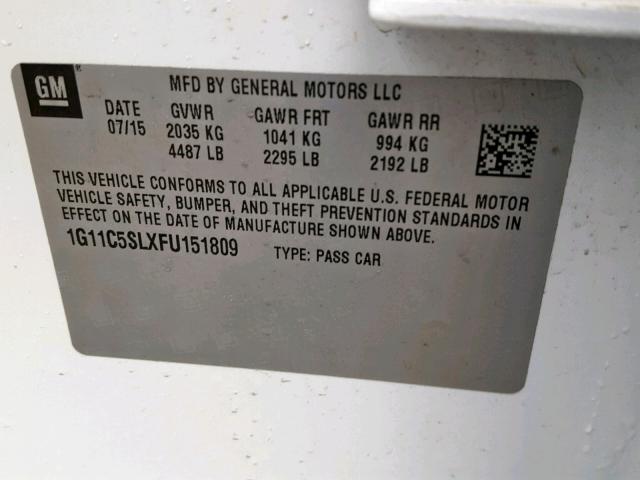 GM
MFD BY GENERAL MOTORS LLC
DATE GVWR GAWR FRT GAWR RR
07/15 2035 KG 1041 KG 994 KG
4487 LB 2295 LB 2192 LB
THIS VEHICLE CONFORMS TO ALL APPLICABLE U.S. FEDERAL MOTOR
VEHICLE SAFETY, BUMPER, AND THEFT PREVENTION STANDARDS IN
EFFECT ON THE DATE OF MANUFACTURE SHOWN ABOVE.
1G11C5SLXFU151809 TYPE: PASS CAR